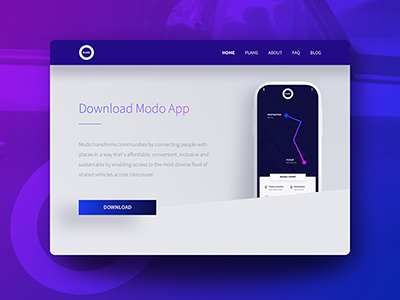 HOME PLANS ABOUT FAQ BLOG
Download Modo App
Modo transforms communities by connecting people with
places in a way that's affordable, convenient, inclusive and
sustainable by enabling access to the most diverse fleet of
shared vehicles across Vancouver.
DOWNLOAD